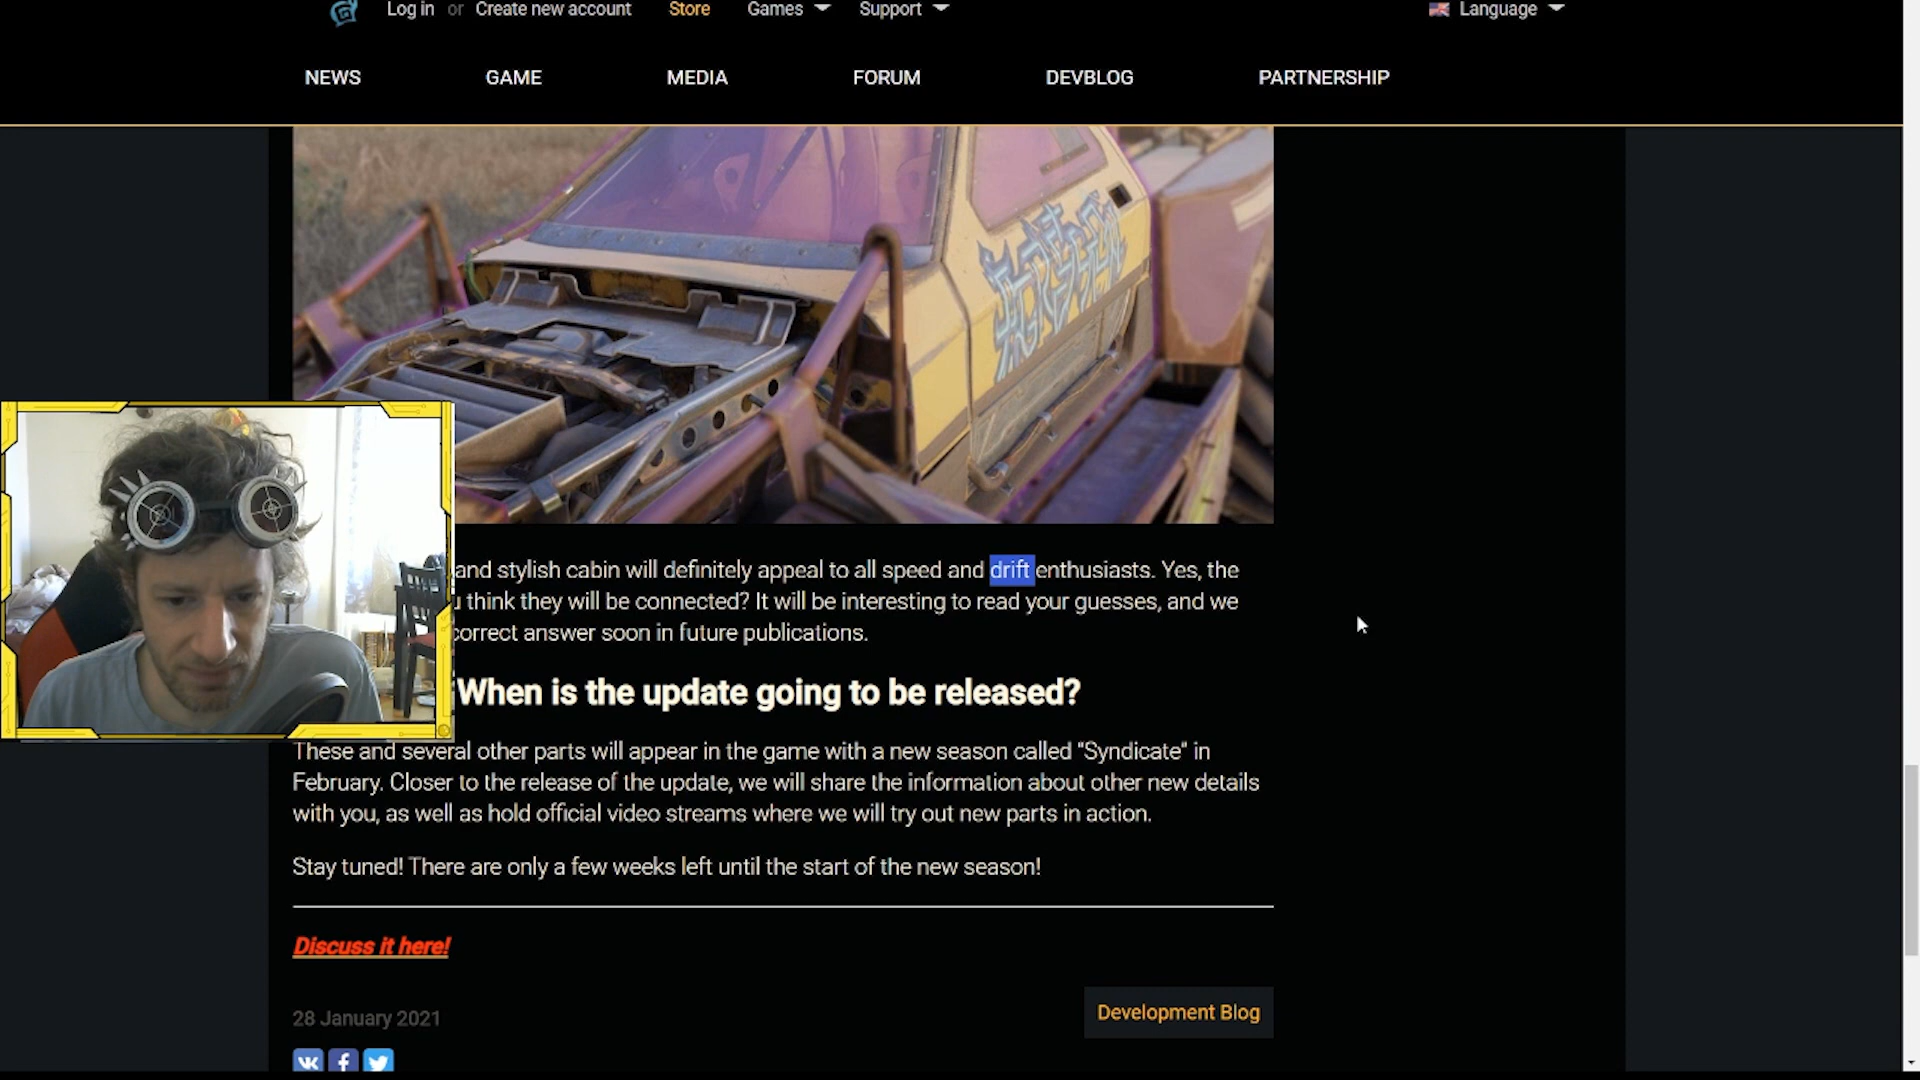 Log in or Create new account Store Games Support Language
NEWS GAME MEDIA FORUM DEVBLOG PARTNERSHIP
and stylish cabin will definitely appeal to all speed and drift enthusiasts. Yes, the
think they will be connected? It will be interesting to read your guesses, and we
correct answer soon in future publications.
When is the update going to be released?
These and several other parts will appear in the game with a new season called "Syndicate" in
February. Closer to the release of the update, we will share the information about other new details
with you, as well as hold official video streams where we will try out new parts in action.
Stay tuned! There are only a few weeks left until the start of the new season!
Discuss it here!
28 January 2021
Development Blog